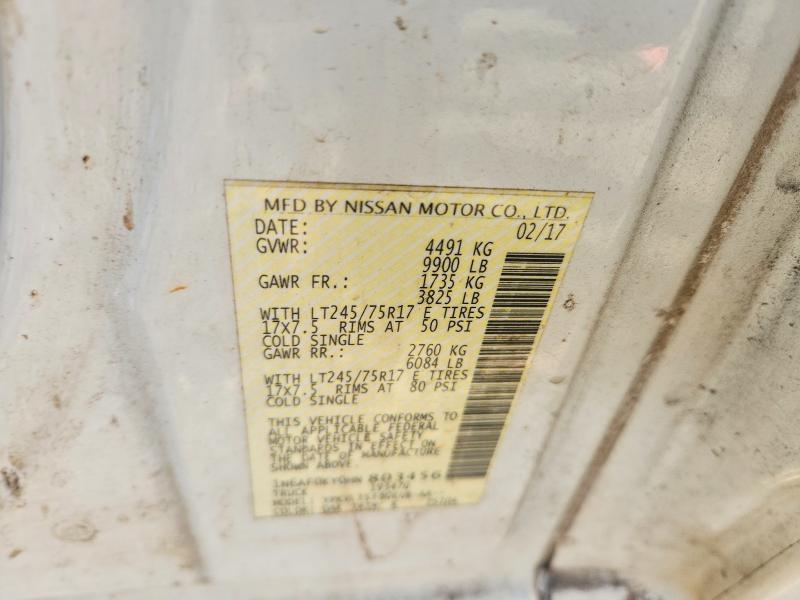 MFD BY NISSAN MOTOR CO., LTD.
DATE: 02/17
GVWR: 4491 KG
9900 LB
GAWR FR.: 1735 KG
3825 LB
WITH LT245/75R17 E TIRES
17X7.5 RIMS AT 50 PSI
COLD SINGLE
GAWR RR.: 2760 KG
6084 LB
WITH LT245/75R17 E TIRES
17X7.5 RIMS AT 80 PSI
COLD SINGLE
THIS VEHICLE CONFORMS TO
ALL APPLICABLE FEDERAL
MOTOR VEHICLE SAFETY
STANDARDS IN EFFECT ON
THE DATE OF MANUFACTURE
SHOWN ABOVE.
803456
TRUCK
MODEL:
COLOR: